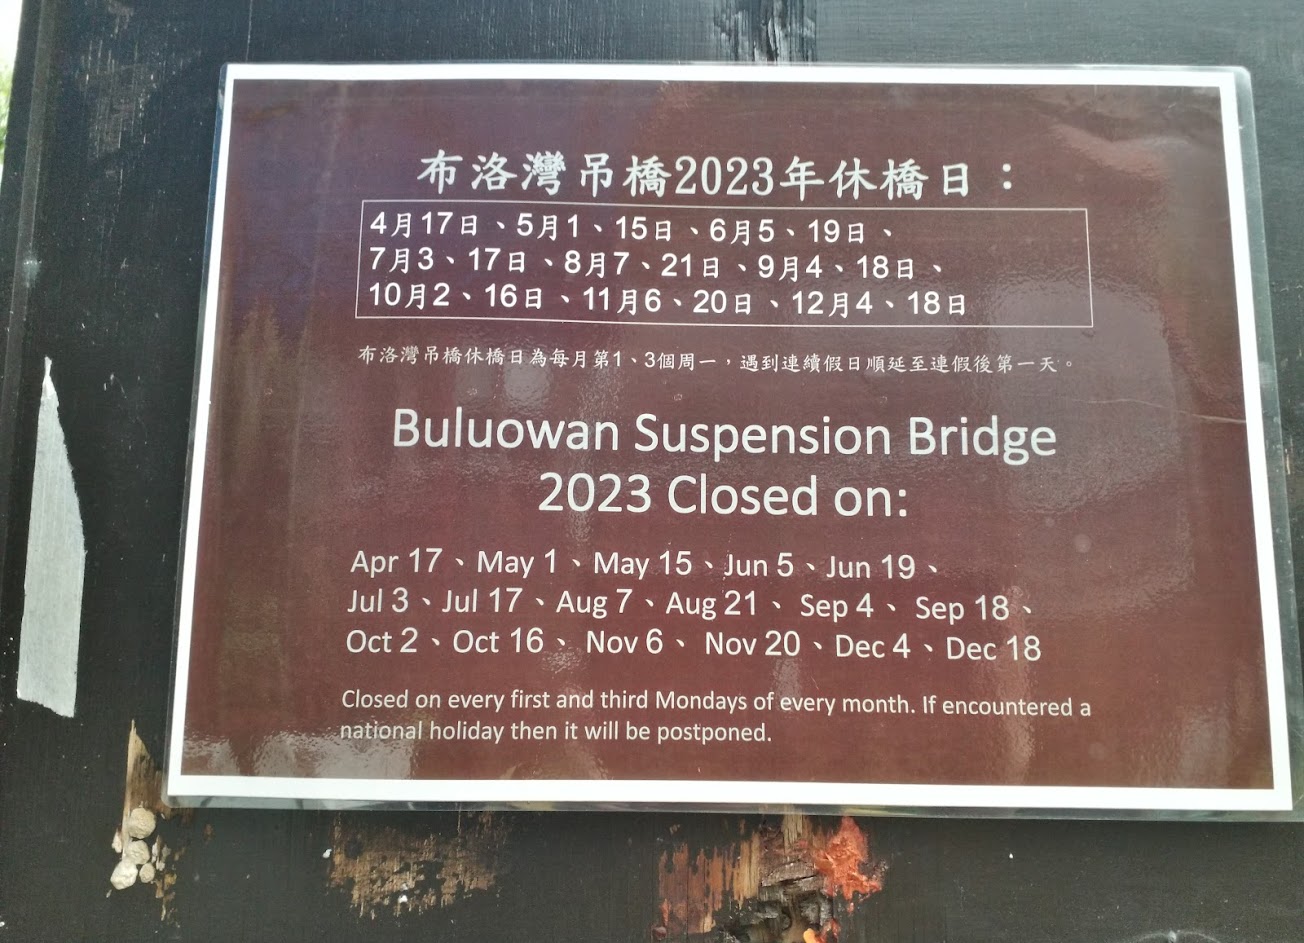 布洛灣吊橋2023年休橋日：
4月17日、5月1、15日、6月5、19日、
7月3、17日、8月7、21日、9月4、18日、
10月2、16日、11月6、20日、12月4、18日
布洛灣吊橋休橋日為每月第1、3個周一，遇到連續假日順延至連假後第一天。
Buluowan Suspension Bridge
2023 Closed on:
Apr 17、May 1、May 15、Jun 5、Jun 19、
Jul 3、Jul 17、Aug 7、Aug 21、Sep 4、Sep 18、
Oct 2、Oct 16、Nov 6、Nov 20、Dec 4、Dec 18
Closed on every first and third Mondays of every month. If encountered a
national holiday then it will be postponed.